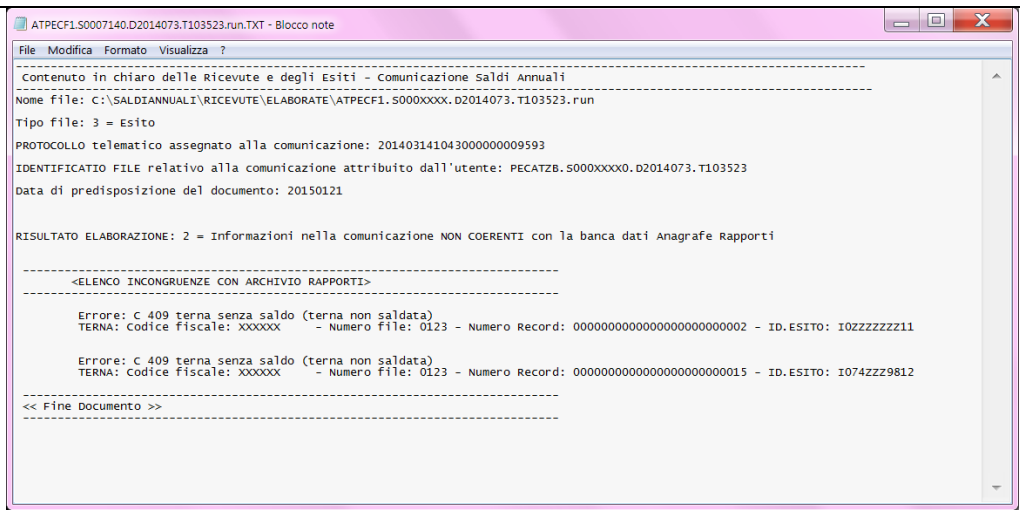 ATPECF1.S0007140.D2014073.T103523.run.TXT - Blocco note
File Modifica Formato Visualizza ?
------------------------------------------------------------------------------------------------------------------------
Contenuto in chiaro delle Ricevute e degli Esiti - Comunicazione Saldi Annuali
-------------------------------------------------------------------------------------------------------------------------
Nome file: C:\SALDIANNUALI\RICEVUTE\ELABORATE\ATPECF1.S000XXXX.D2014073.T103523.run
Tipo file: 3 = Esito
PROTOCOLLO telematico assegnato alla comunicazione: 201403141043000000009593
IDENTIFICATIO FILE relativo alla comunicazione attribuito dall'utente: PECATZB.S000XXXX0.D2014073.T103523
Data di predisposizione del documento: 20150121
RISULTATO ELABORAZIONE: 2 = Informazioni nella comunicazione NON COERENTI con la banca dati Anagrafe Rapporti
----------------------------------------------------------------------------
<ELENCO INCONGRUENZE CON ARCHIVIO RAPPORTI>
----------------------------------------------------------------------------
Errore: C 409 terna senza saldo (terna non saldata)
TERNA: Codice fiscale: XXXXXX - Numero file: 0123 - Numero Record: 0000000000000000000000002 - ID.ESITO: I0ZZZZZZZ11
Errore: C 409 terna senza saldo (terna non saldata)
TERNA: Codice fiscale: XXXXXX - Numero file: 0123 - Numero Record: 0000000000000000000000015 - ID.ESITO: I074ZZZ9812
----------------------------------------------------------------------------
<< Fine Documento >>
----------------------------------------------------------------------------